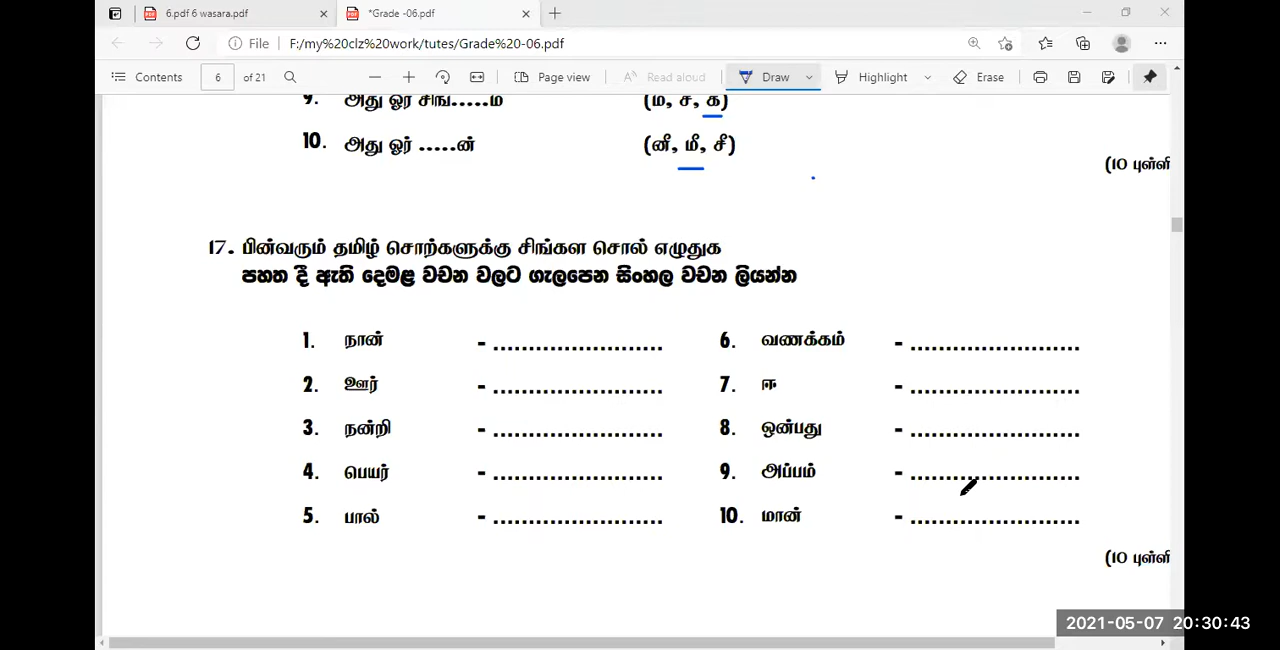 6.pdf 6 wasara.pdf
*Grade -06.pdf
File F:/my%20clz%20work/tutes/Grade%20-06.pdf
Contents 6 of 21 Page view Read aloud Draw Highlight Erase
9. அது ஓர் சிங்.....ம் (ம, ச, க)
10. அது ஓர் .....ன் (னீ, மீ, சீ)
(10 புள்ளி
17. பின்வரும் தமிழ் சொற்களுக்கு சிங்கள சொல் எழுதுக
පහත දී ඇති දෙමළ වචන වලට ගැලපෙන සිංහල වචන ලියන්න
1. நான் - ........................ 6. வணக்கம் - ........................
2. ஊர் - ........................ 7. ஈ - ........................
3. நன்றி - ........................ 8. ஒன்பது - ........................
4. பெயர் - ........................ 9. அப்பம் - ........................
5. பால் - ........................ 10. மான் - ........................
(10 புள்ளி
2021-05-07 20:30:43